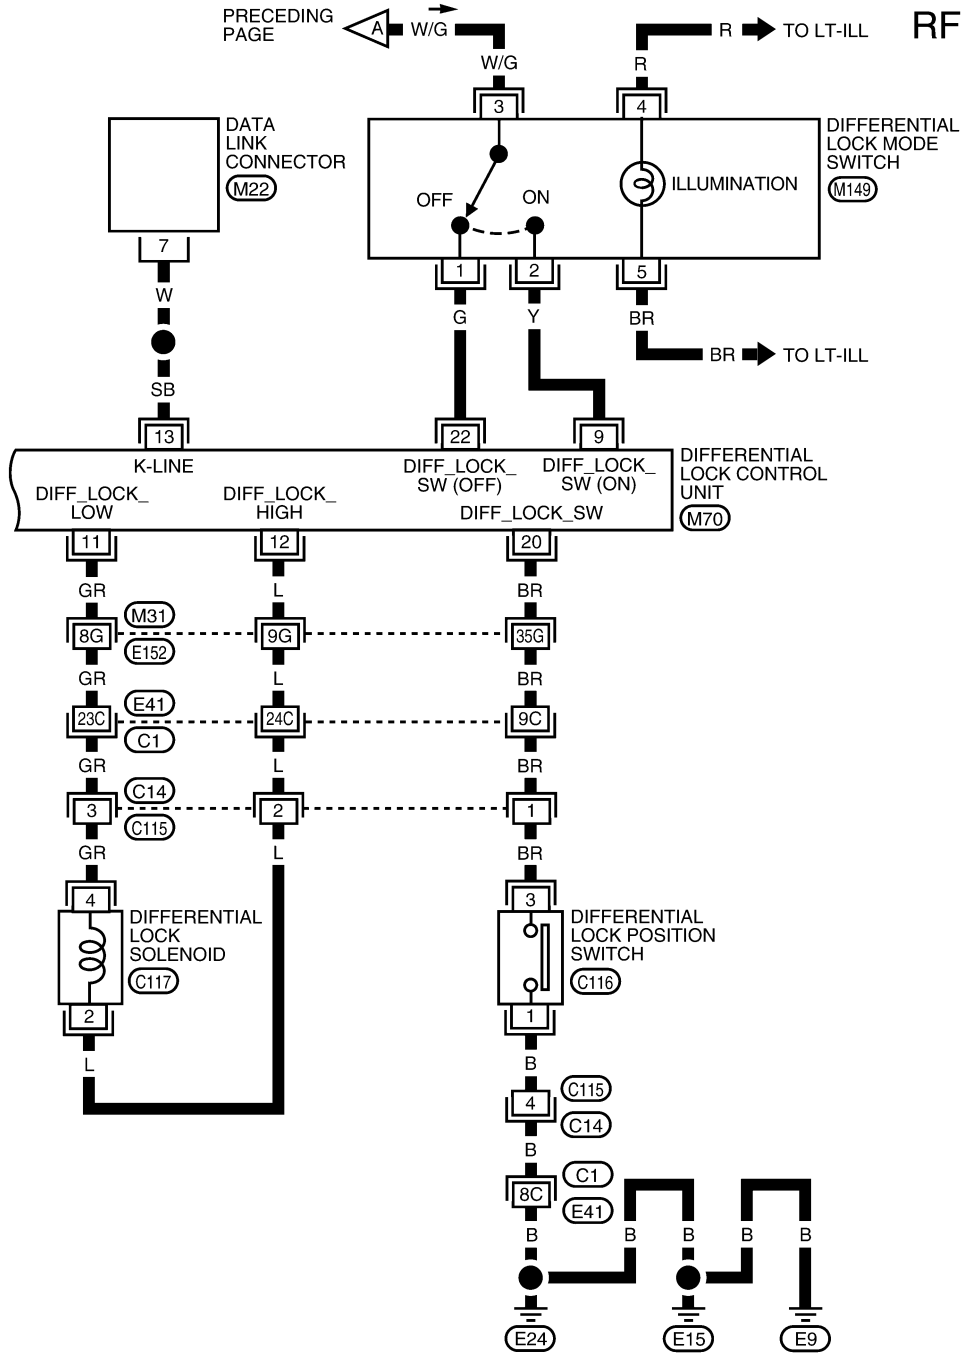 PRECEDING
PAGE
A
W/G
W/G
R
TO LT-ILL
R
RF
3
4
DATA
LINK
CONNECTOR
M22
DIFFERENTIAL
LOCK MODE
SWITCH
M149
OFF
ON
ILLUMINATION
7
1
2
5
W
G
Y
BR
BR
TO LT-ILL
SB
13
22
9
K-LINE
DIFF_LOCK_
SW (OFF)
DIFF_LOCK_
SW (ON)
DIFFERENTIAL
LOCK CONTROL
UNIT
M70
DIFF_LOCK_
LOW
DIFF_LOCK_
HIGH
DIFF_LOCK_SW
11
12
20
GR
L
BR
M31
8G
9G
35G
E152
GR
L
BR
E41
23C
24C
9C
C1
GR
L
BR
C14
3
2
1
C115
GR
L
BR
4
3
DIFFERENTIAL
LOCK
SOLENOID
C117
DIFFERENTIAL
LOCK POSITION
SWITCH
C116
2
1
L
B
C115
4
C14
B
C1
8C
E41
B
B
B
B
B
E24
E15
E9